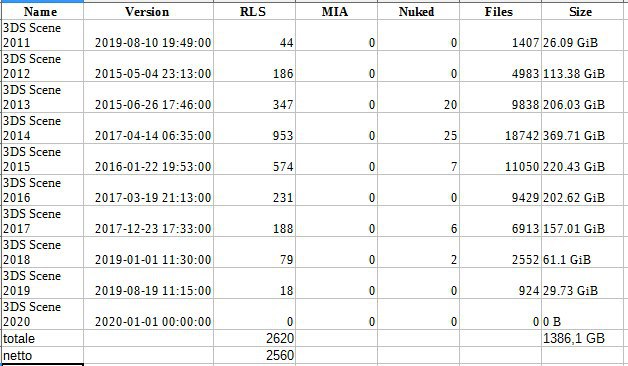 Name Version RLS MIA Nuked Files Size
3DS Scene
2011 2019-08-10 19:49:00 44 0 0 1407 26.09 GiB
3DS Scene
2012 2015-05-04 23:13:00 186 0 0 4983 113.38 GiB
3DS Scene
2013 2015-06-26 17:46:00 347 0 20 9838 206.03 GiB
3DS Scene
2014 2017-04-14 06:35:00 953 0 25 18742 369.71 GiB
3DS Scene
2015 2016-01-22 19:53:00 574 0 7 11050 220.43 GiB
3DS Scene
2016 2017-03-19 21:13:00 231 0 0 9429 202.62 GiB
3DS Scene
2017 2017-12-23 17:33:00 188 0 6 6913 157.01 GiB
3DS Scene
2018 2019-01-01 11:30:00 79 0 2 2552 61.1 GiB
3DS Scene
2019 2019-08-19 11:15:00 18 0 0 924 29.73 GiB
3DS Scene
2020 2020-01-01 00:00:00 0 0 0 0 0 B
totale 2620 1386,1 GB
netto 2560